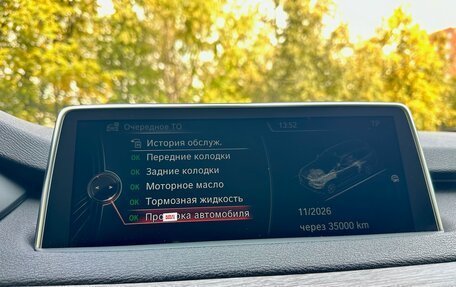 Очередное ТО
13:52
История обслуж.
OK Передние колодки
OK Задние колодки
OK Моторное масло
OK Тормозная жидкость
OK автомобиля
11/2026
через 35000 km